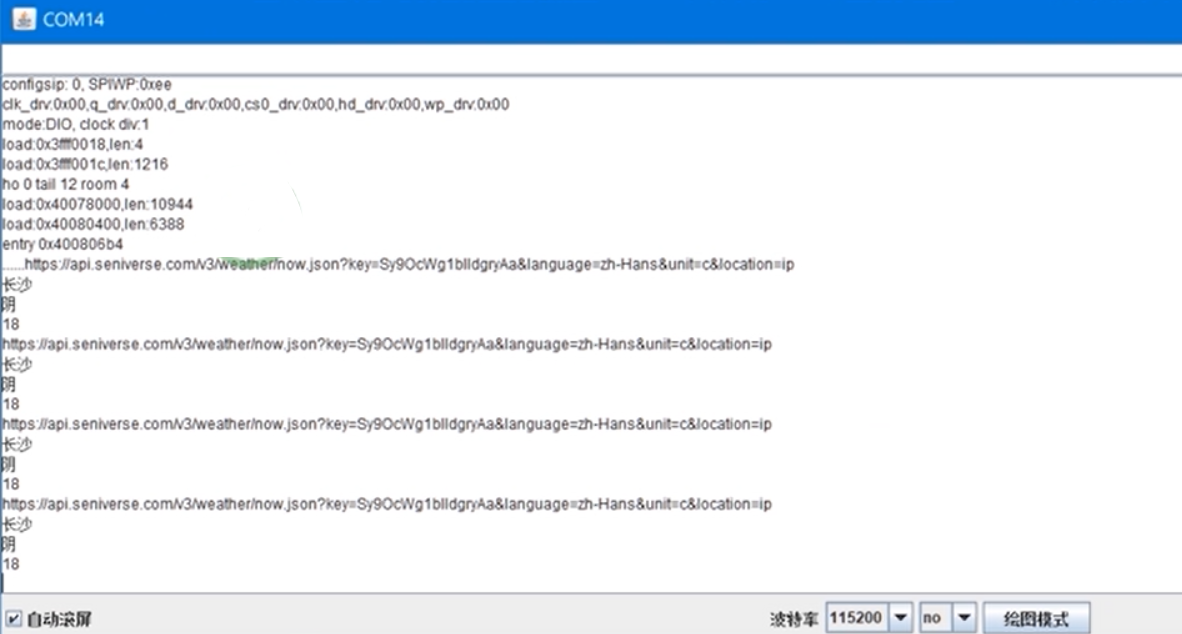 COM14
configsip: 0, SPIWP:0xee
clk_drv:0x00,q_drv:0x00,d_drv:0x00,cs0_drv:0x00,hd_drv:0x00,wp_drv:0x00
mode:DIO, clock div:1
load:0x3fff0018,len:4
load:0x3fff001c,len:1216
ho 0 tail 12 room 4
load:0x40078000,len:10944
load:0x40080400,len:6388
entry 0x400806b4
......https://api.seniverse.com/v3/weather/now.json?key=Sy9OcWg1bIldgryAa&language=zh-Hans&unit=c&location=ip
长沙
阴
18
https://api.seniverse.com/v3/weather/now.json?key=Sy9OcWg1bIldgryAa&language=zh-Hans&unit=c&location=ip
长沙
阴
18
https://api.seniverse.com/v3/weather/now.json?key=Sy9OcWg1bIldgryAa&language=zh-Hans&unit=c&location=ip
长沙
阴
18
https://api.seniverse.com/v3/weather/now.json?key=Sy9OcWg1bIldgryAa&language=zh-Hans&unit=c&location=ip
长沙
阴
18
自动滚屏 波特率 115200 no 绘图模式